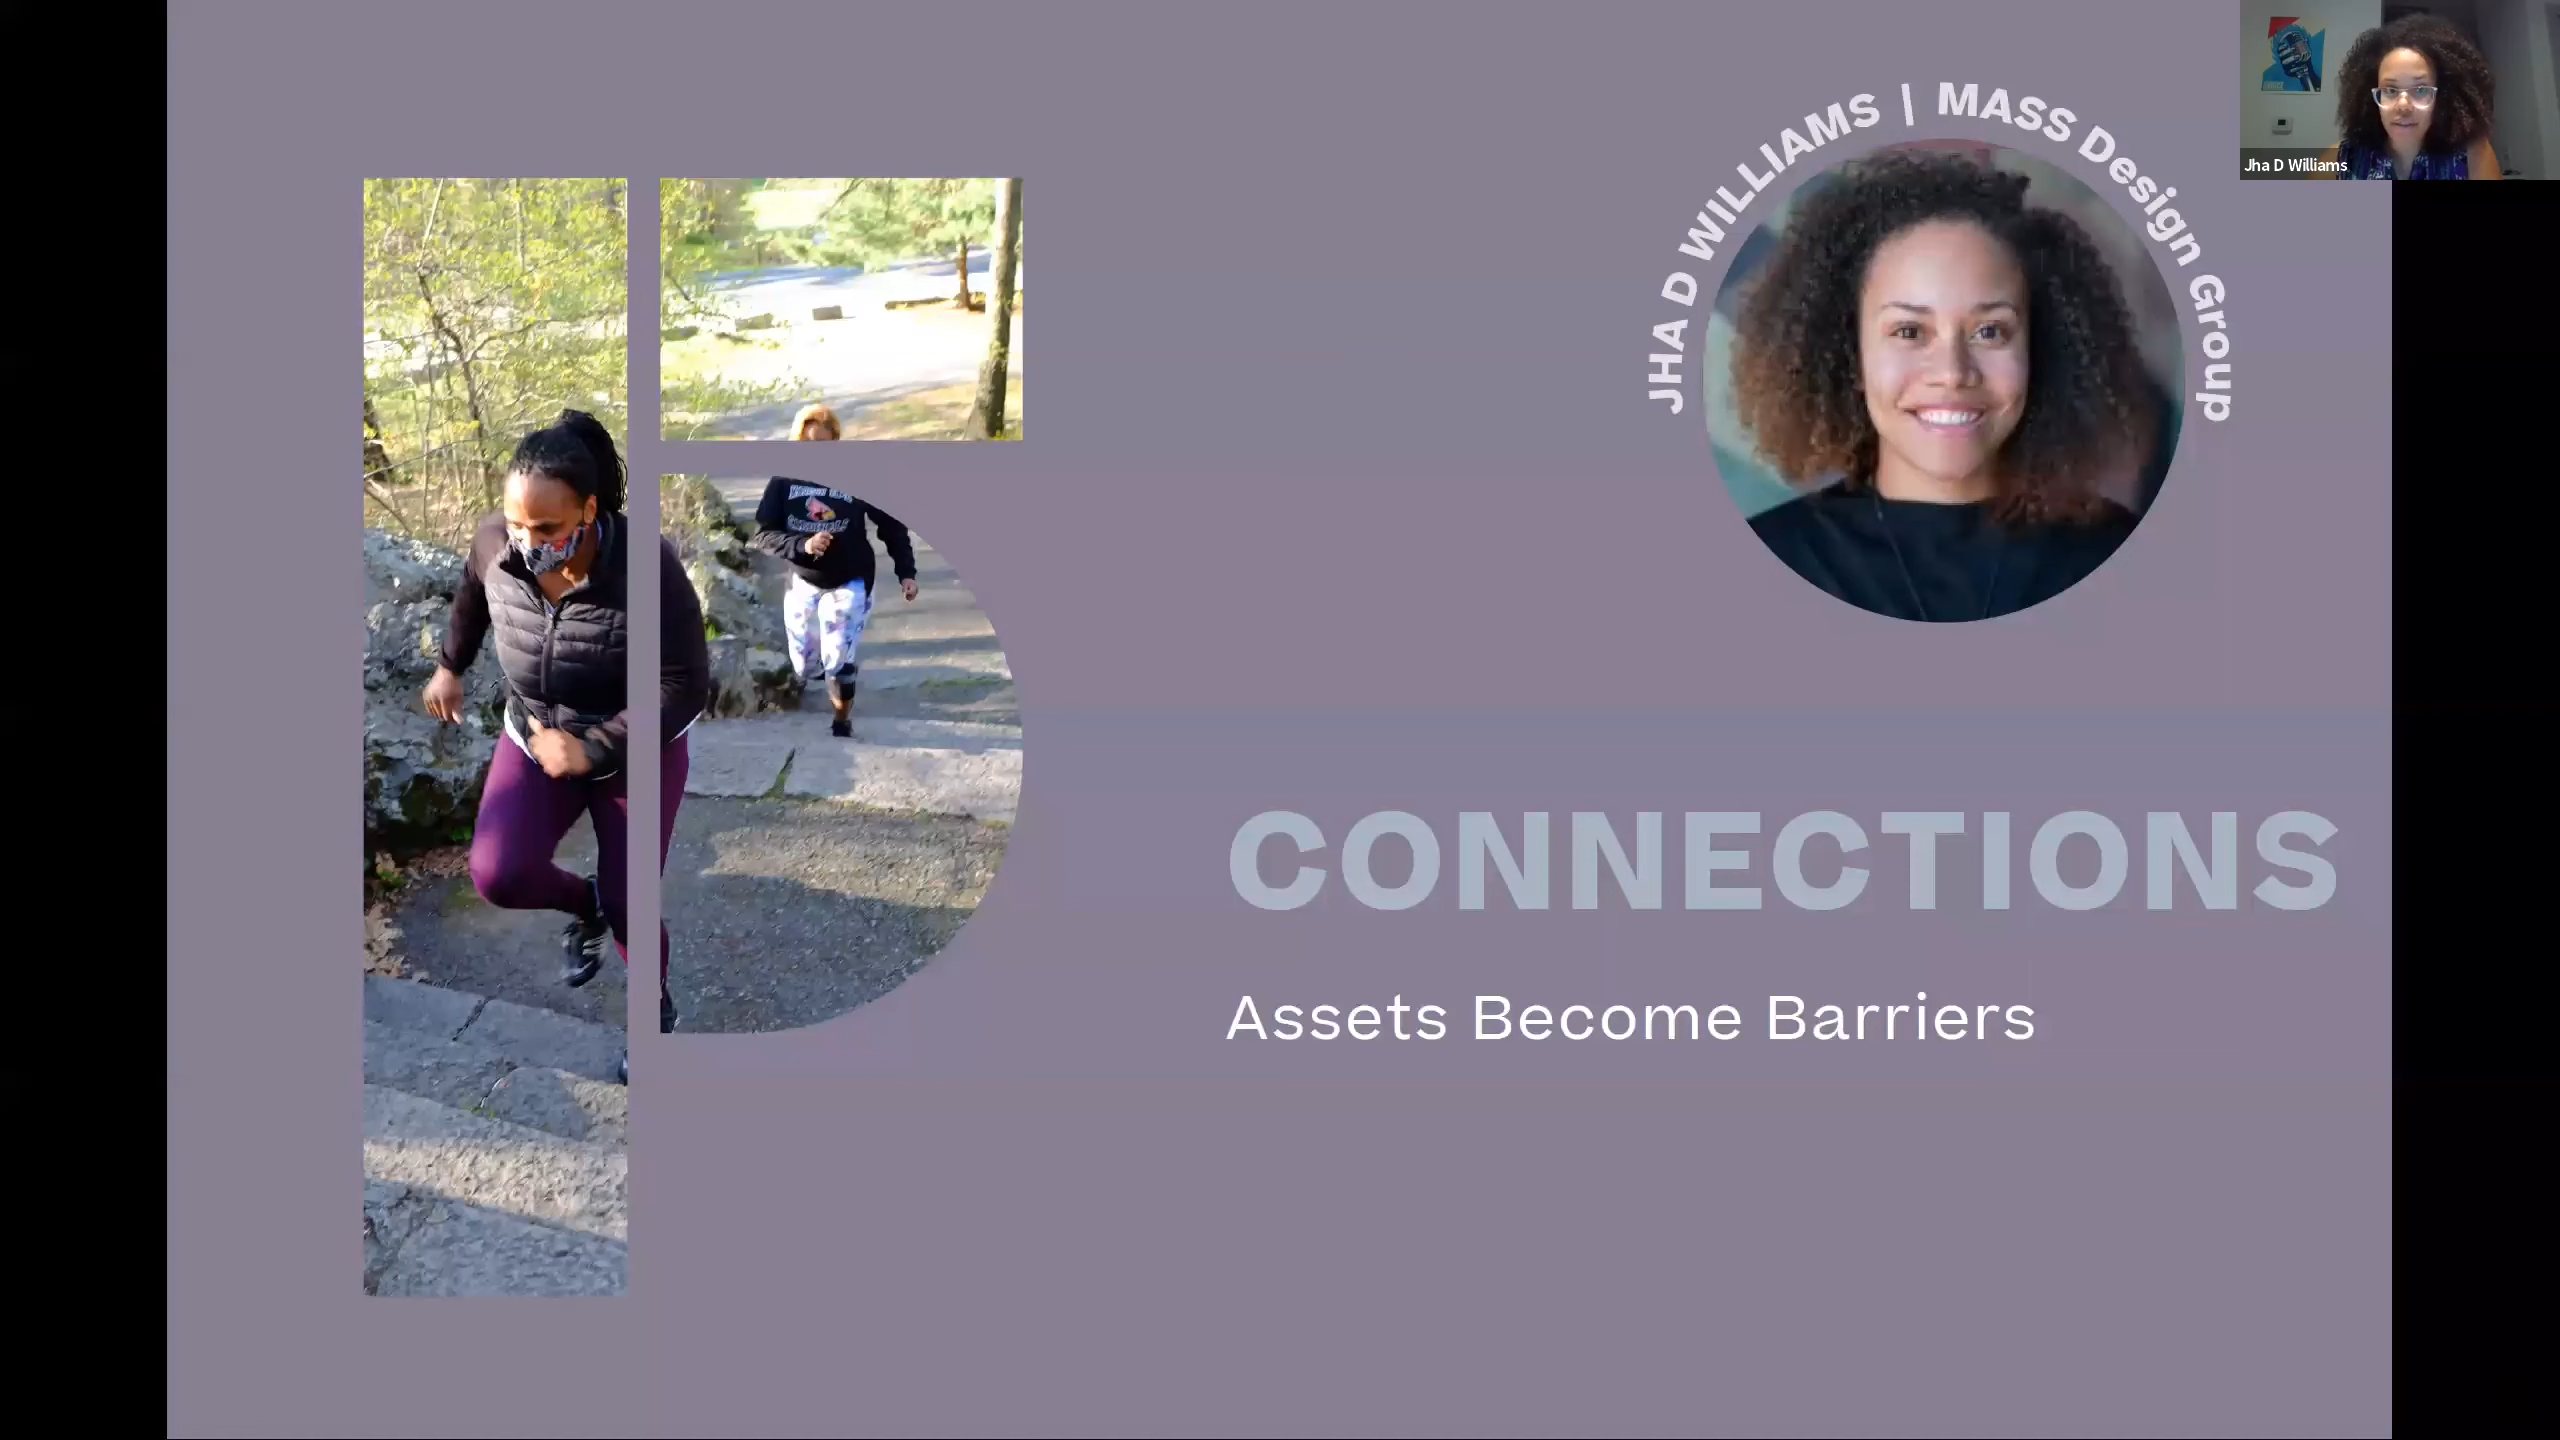 JHA D WILLIAMS | MASS Design Group
Jha D Williams
CONNECTIONS
Assets Become Barriers